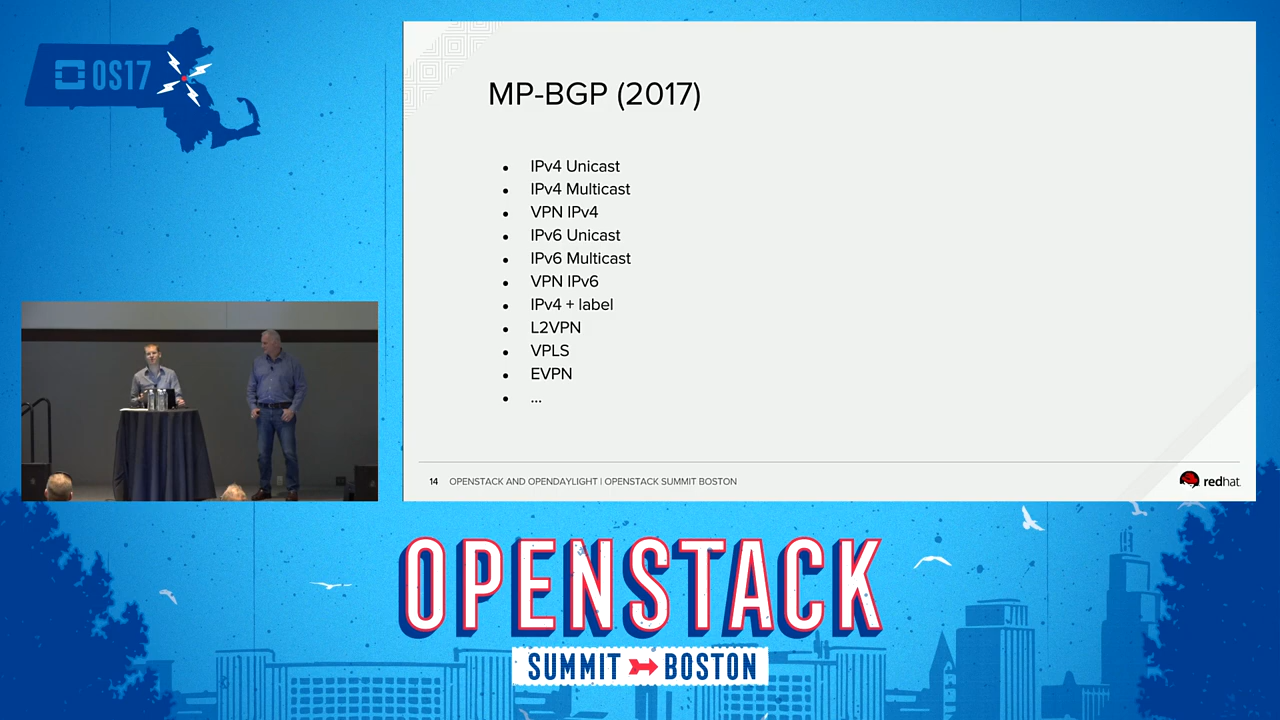 OS17
MP-BGP (2017)
• IPv4 Unicast
• IPv4 Multicast
• VPN IPv4
• IPv6 Unicast
• IPv6 Multicast
• VPN IPv6
• IPv4 + label
• L2VPN
• VPLS
• EVPN
• ...
14 OPENSTACK AND OPENDAYLIGHT | OPENSTACK SUMMIT BOSTON
redhat.
OPENSTACK
SUMMIT BOSTON